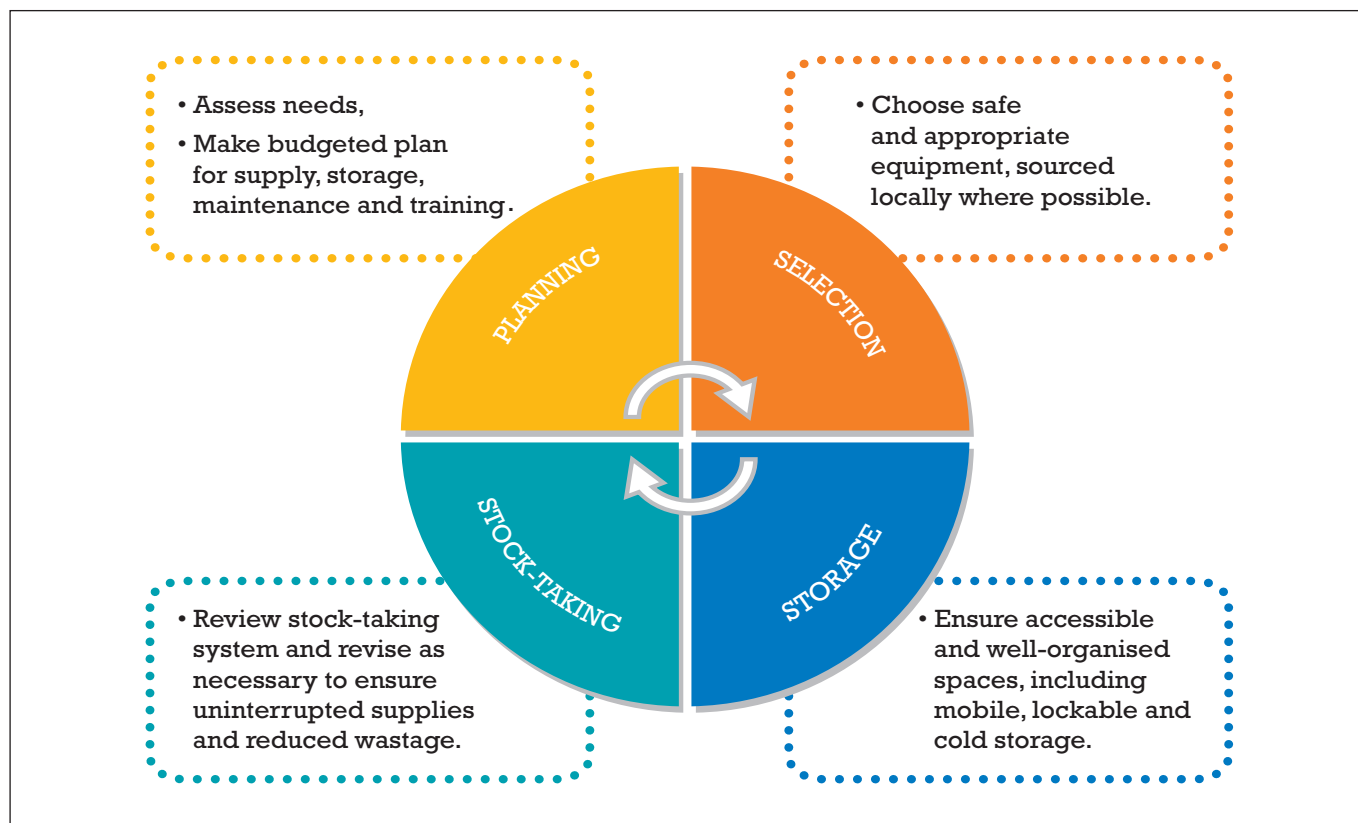 • Assess needs,
• Make budgeted plan
for supply, storage,
maintenance and training.
• Choose safe
and appropriate
equipment, sourced
locally where possible.
PLANNING
SELECTION
STOCK-TAKING
STORAGE
• Review stock-taking
system and revise as
necessary to ensure
uninterrupted supplies
and reduced wastage.
• Ensure accessible
and well-organised
spaces, including
mobile, lockable and
cold storage.